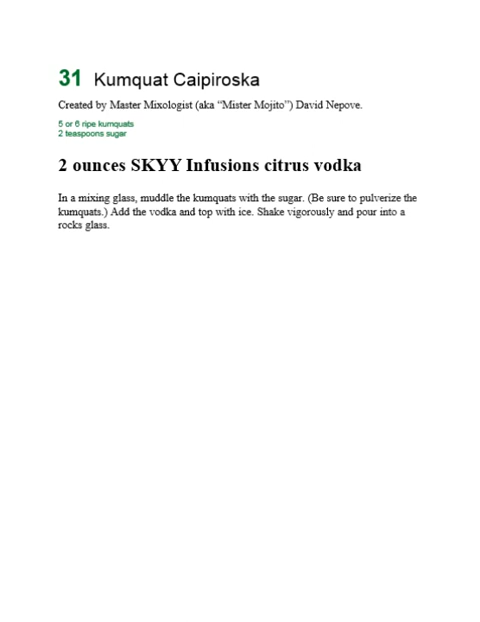 31 Kumquat Caipiroska
Created by Master Mixologist (aka “Mister Mojito”) David Nepove.
5 or 6 ripe kumquats
2 teaspoons sugar
2 ounces SKYY Infusions citrus vodka
In a mixing glass, muddle the kumquats with the sugar. (Be sure to pulverize the
kumquats.) Add the vodka and top with ice. Shake vigorously and pour into a
rocks glass.